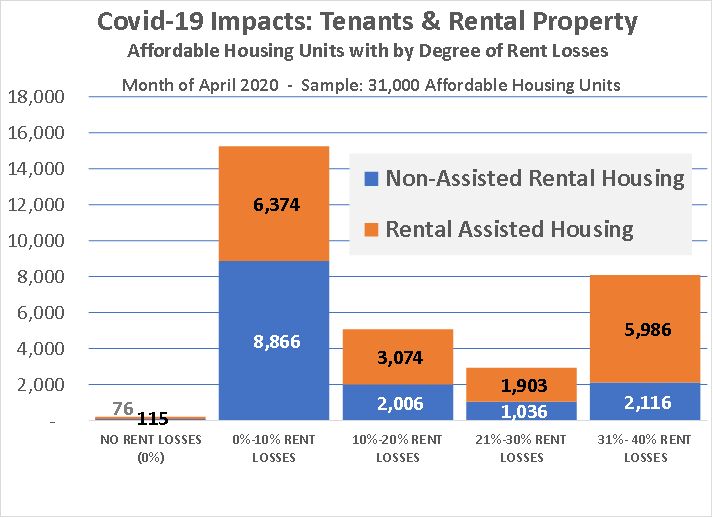 Covid-19 Impacts: Tenants & Rental Property
Affordable Housing Units with by Degree of Rent Losses
Month of April 2020 - Sample: 31,000 Affordable Housing Units
18,000
16,000
14,000
12,000
10,000
8,000
6,000
4,000
2,000
-
Non-Assisted Rental Housing
Rental Assisted Housing
76
115
6,374
8,866
3,074
2,006
1,903
1,036
5,986
2,116
NO RENT LOSSES
(0%)
0%-10% RENT
LOSSES
10%-20% RENT
LOSSES
21%-30% RENT
LOSSES
31%- 40% RENT
LOSSES